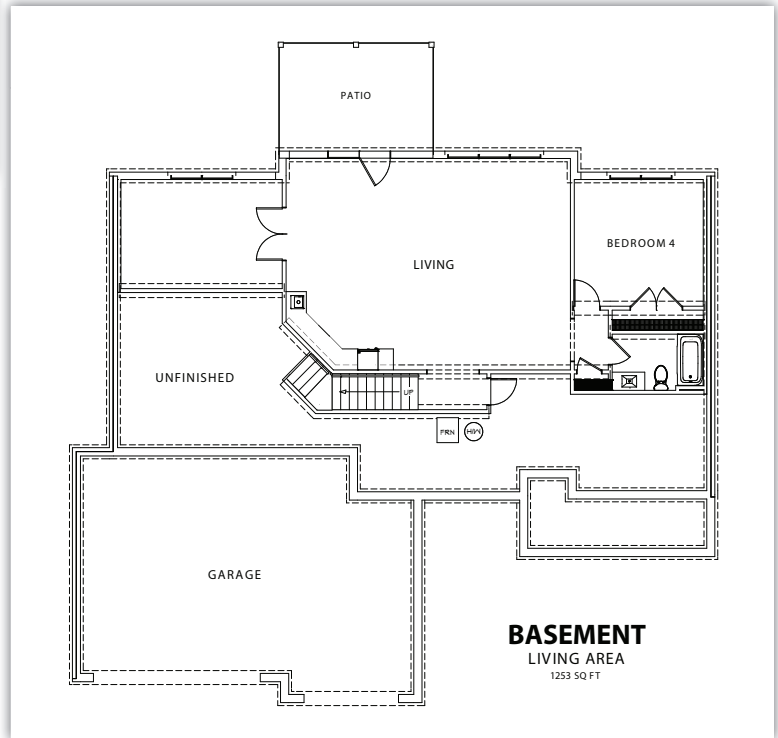 PATIO
BEDROOM 4
LIVING
UNFINISHED
UP
FRN
H/W
GARAGE
BASEMENT
LIVING AREA
1253 SQ FT